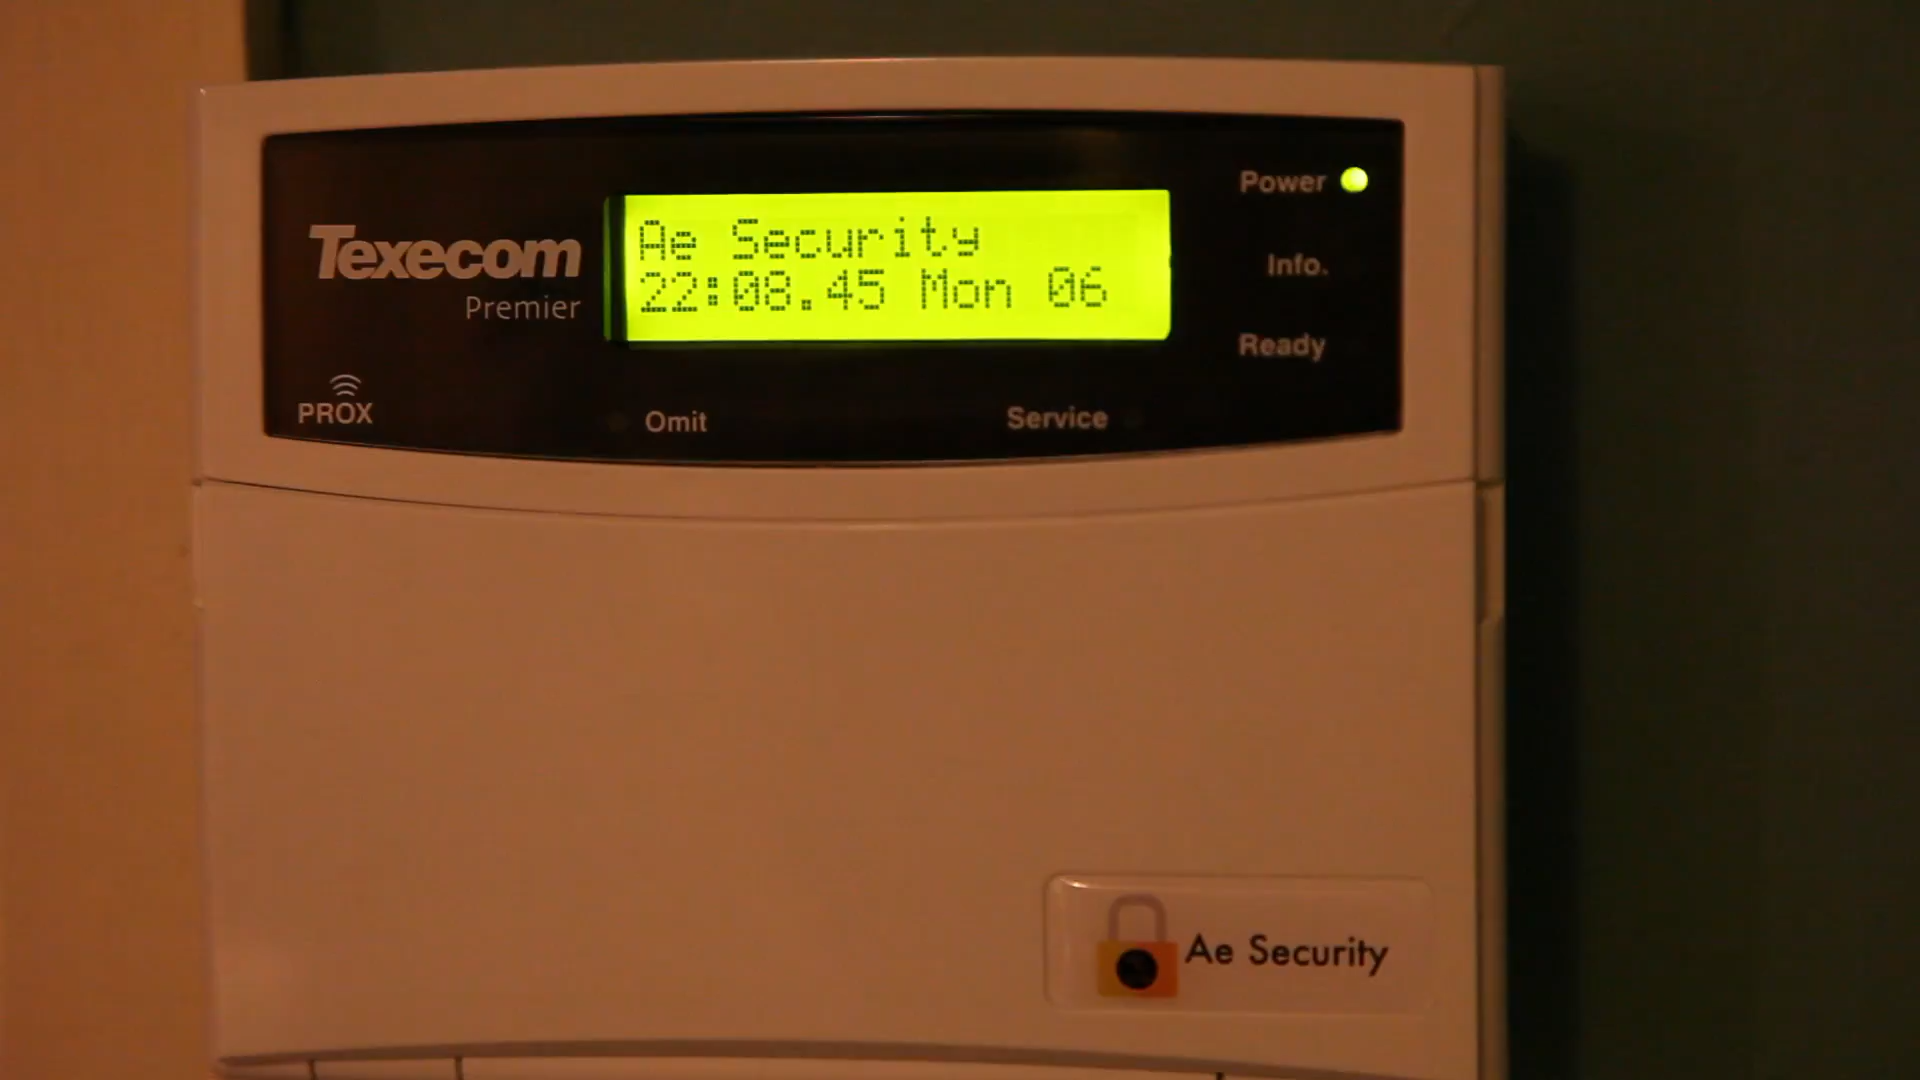 Texecom
Premier
PROX
Ae Security
22:08.45 Mon 06
Power
Info.
Ready
Omit
Service
Ae Security